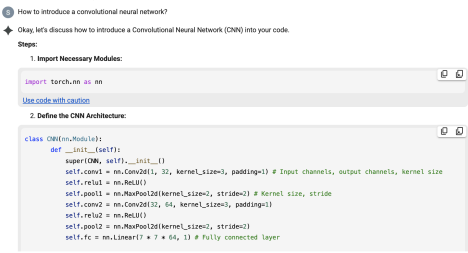 S How to introduce a convolutional neural network?
Okay, let's discuss how to introduce a Convolutional Neural Network (CNN) into your code.
Steps:
1. Import Necessary Modules:
import torch.nn as nn
Use code with caution
2. Define the CNN Architecture:
class CNN(nn.Module):
def __init__(self):
super(CNN, self).__init__()
self.conv1 = nn.Conv2d(1, 32, kernel_size=3, padding=1) # Input channels, output channels, kernel size
self.relu1 = nn.ReLU()
self.pool1 = nn.MaxPool2d(kernel_size=2, stride=2) # Kernel size, stride
self.conv2 = nn.Conv2d(32, 64, kernel_size=3, padding=1)
self.relu2 = nn.ReLU()
self.pool2 = nn.MaxPool2d(kernel_size=2, stride=2)
self.fc = nn.Linear(7 * 7 * 64, 1) # Fully connected layer